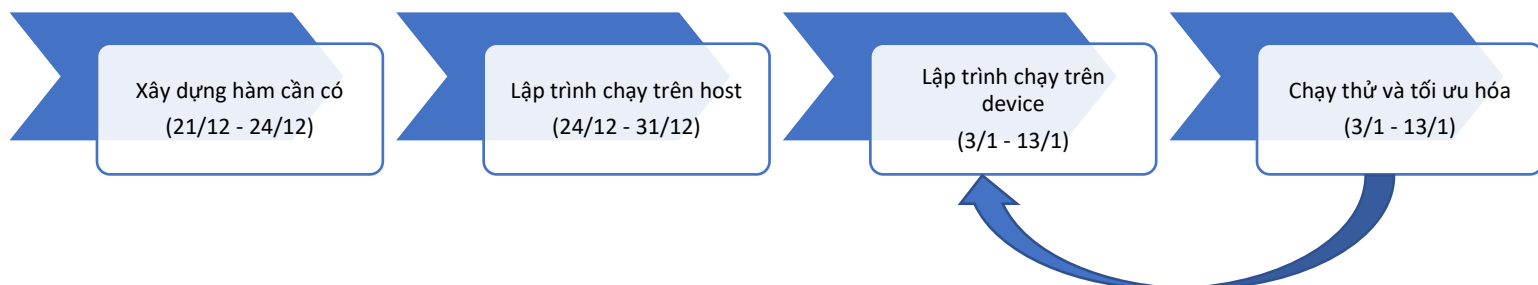 Xây dựng hàm cần có
(21/12 - 24/12)
Lập trình chạy trên host
(24/12 - 31/12)
Lập trình chạy trên
device
(3/1 - 13/1)
Chạy thử và tối ưu hóa
(3/1 - 13/1)